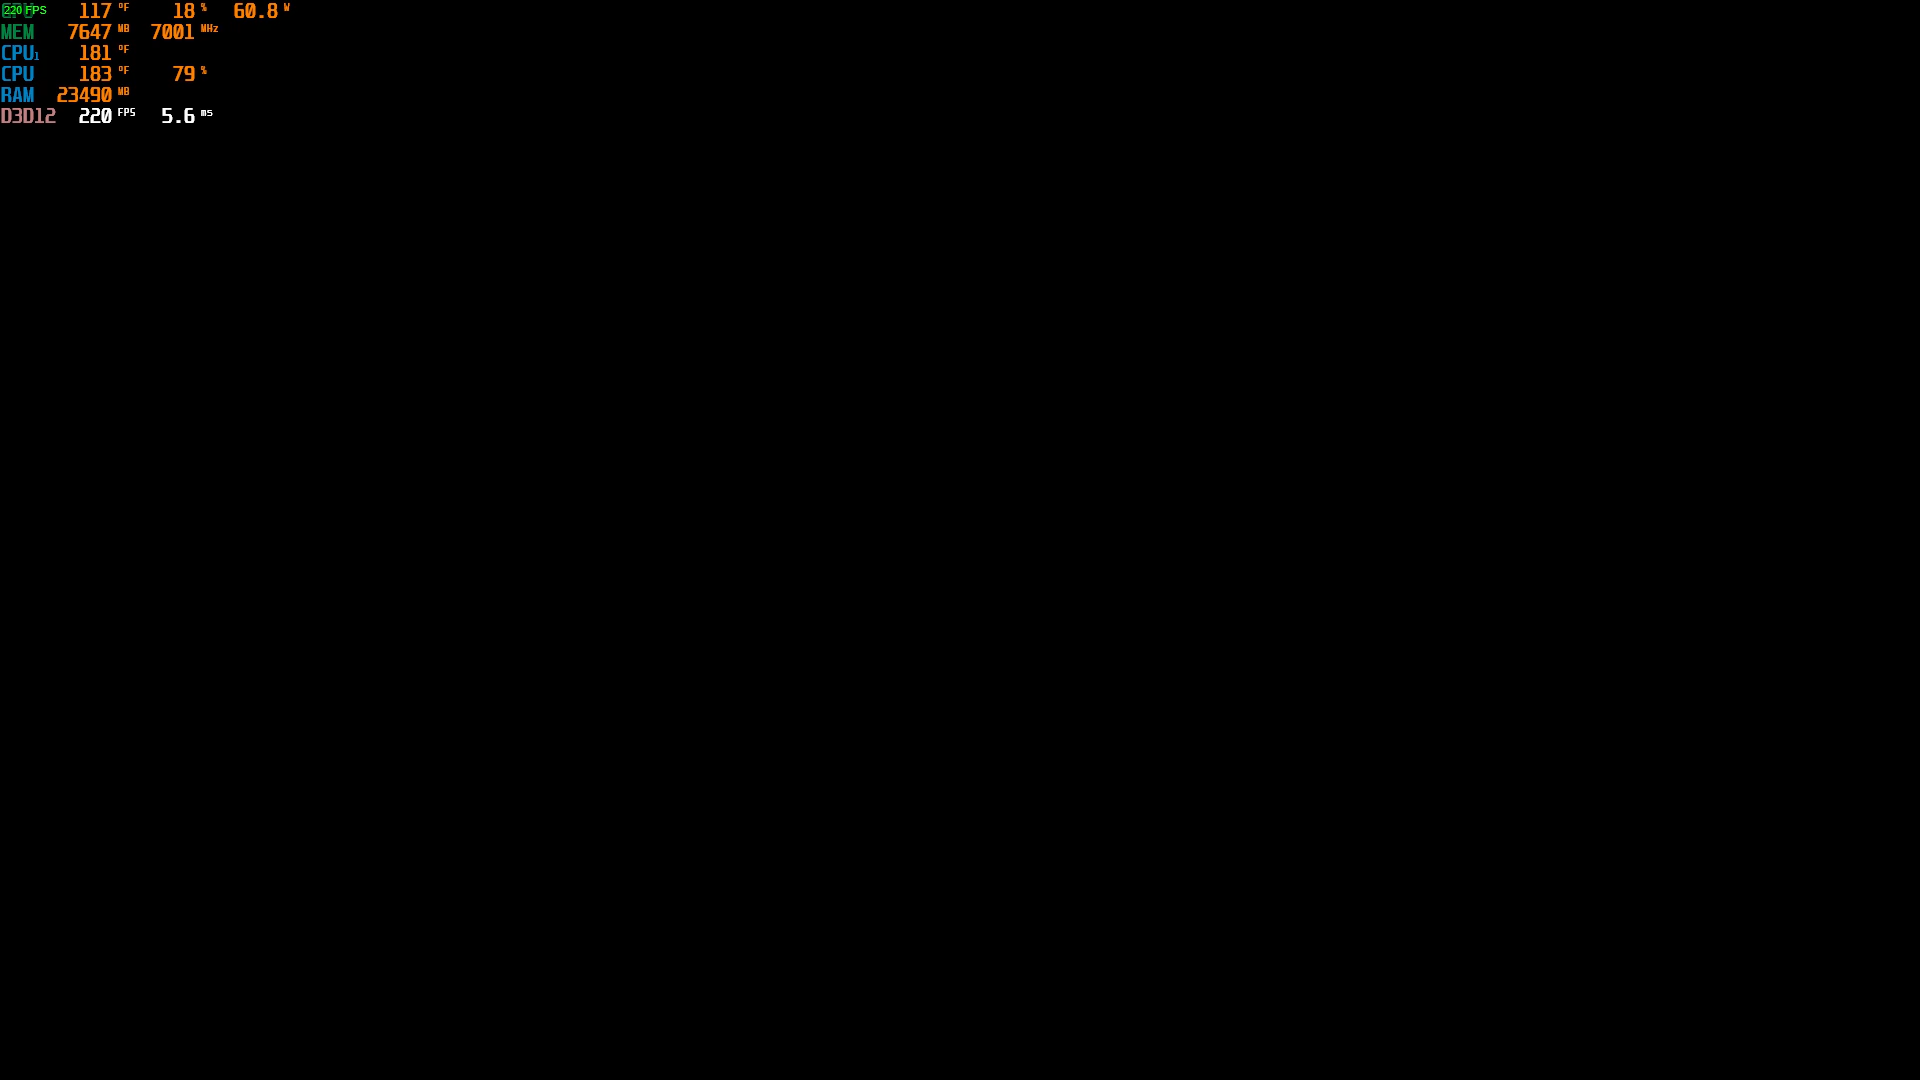 220 FPS
GPU 117 °F 18 % 60.8 W
MEM 7647 MB 7001 MHz
CPU1 181 °F
CPU 183 °F 79 %
RAM 23490 MB
D3D12 220 FPS 5.6 ms